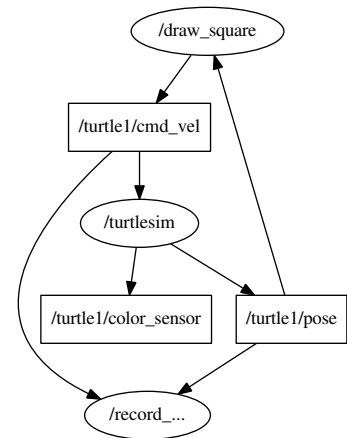 /draw_square
/turtle1/cmd_vel
/turtlesim
/turtle1/color_sensor
/turtle1/pose
/record_...